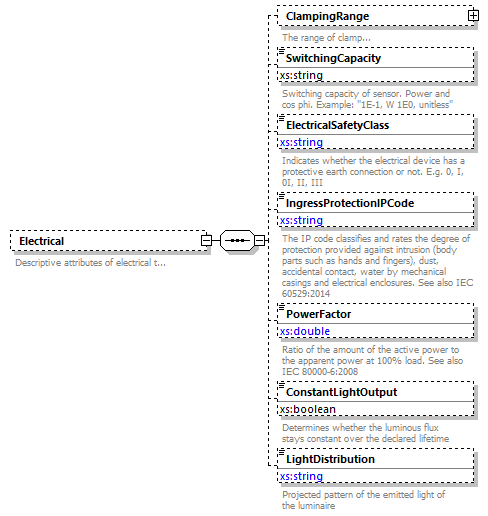 ClampingRange
The range of clamp...
SwitchingCapacity
xs:string
Switching capacity of sensor. Power and
cos phi. Example: "1E-1, W 1E0, unitless"
ElectricalSafetyClass
xs:string
Indicates whether the electrical device has a
protective earth connection or not. E.g. 0, I,
0I, II, III
IngressProtectionIPCode
xs:string
The IP code classifies and rates the degree of
protection provided against intrusion (body
parts such as hands and fingers), dust,
accidental contact, water by mechanical
casings and electrical enclosures. See also IEC
60529:2014
Electrical
Descriptive attributes of electrical t...
PowerFactor
xs:double
Ratio of the amount of the active power to
the apparent power at 100% load. See also
IEC 80000-6:2008
ConstantLightOutput
xs:boolean
Determines whether the luminous flux
stays constant over the declared lifetime
LightDistribution
xs:string
Projected pattern of the emitted light of
the luminaire